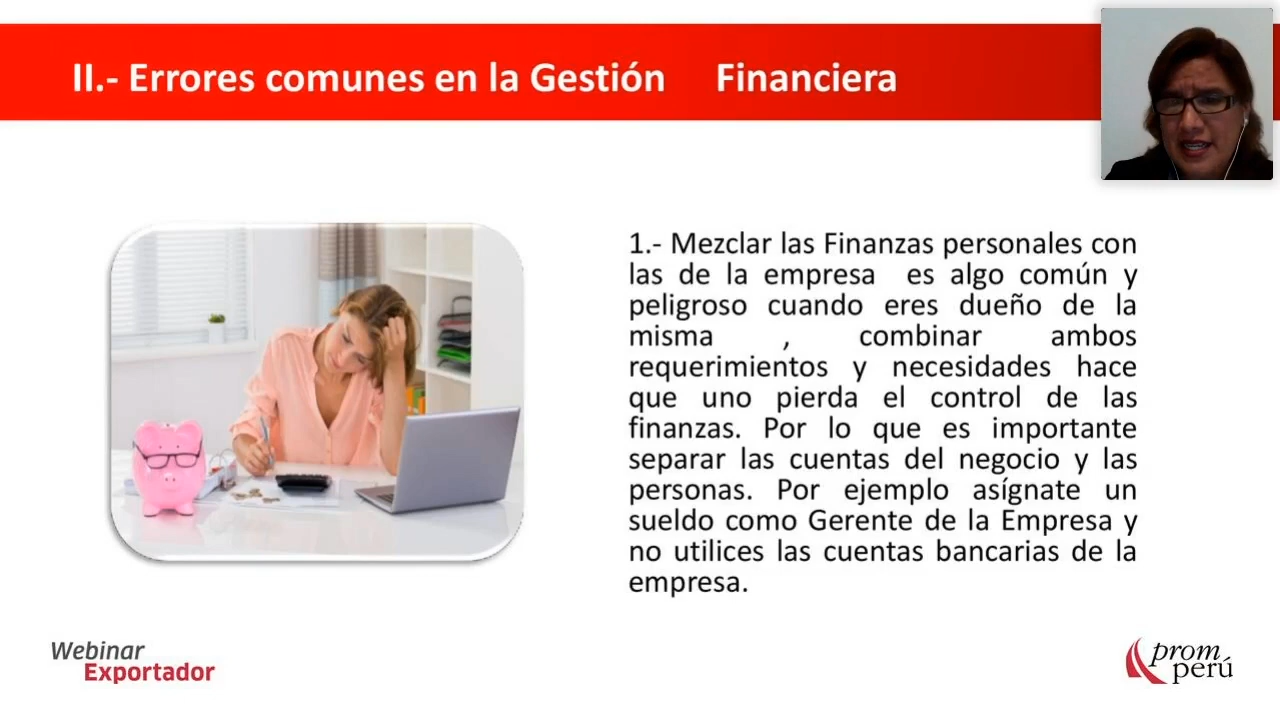 II.- Errores comunes en la Gestión Financiera
1.- Mezclar las Finanzas personales con
las de la empresa es algo común y
peligroso cuando eres dueño de la
misma , combinar ambos
requerimientos y necesidades hace
que uno pierda el control de las
finanzas. Por lo que es importante
separar las cuentas del negocio y las
personas. Por ejemplo asígnate un
sueldo como Gerente de la Empresa y
no utilices las cuentas bancarias de la
empresa.
Webinar
Exportador
prom
perú